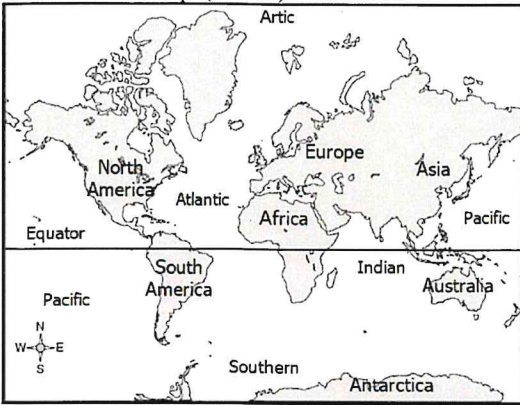 Artic
Europe
North
America
Asia
Atlantic
Africa
Pacific
Equator
South
America
Indian
Australia
Pacific
N
W E
S
Southern
Antarctica